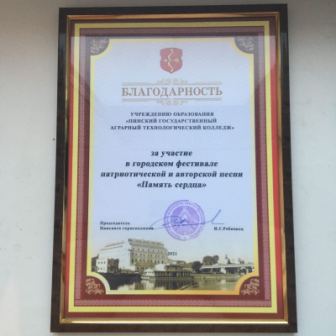 БЛАГОДАРНОСТЬ
УЧРЕЖДЕНИЮ ОБРАЗОВАНИЯ
«ПИНСКИЙ ГОСУДАРСТВЕННЫЙ
АГРАРНЫЙ ТЕХНОЛОГИЧЕСКИЙ КОЛЛЕДЖ»
за участие
в городском фестивале
патриотической и авторской песни
«Память сердца»
Председатель
Пинского горисполкома
2021